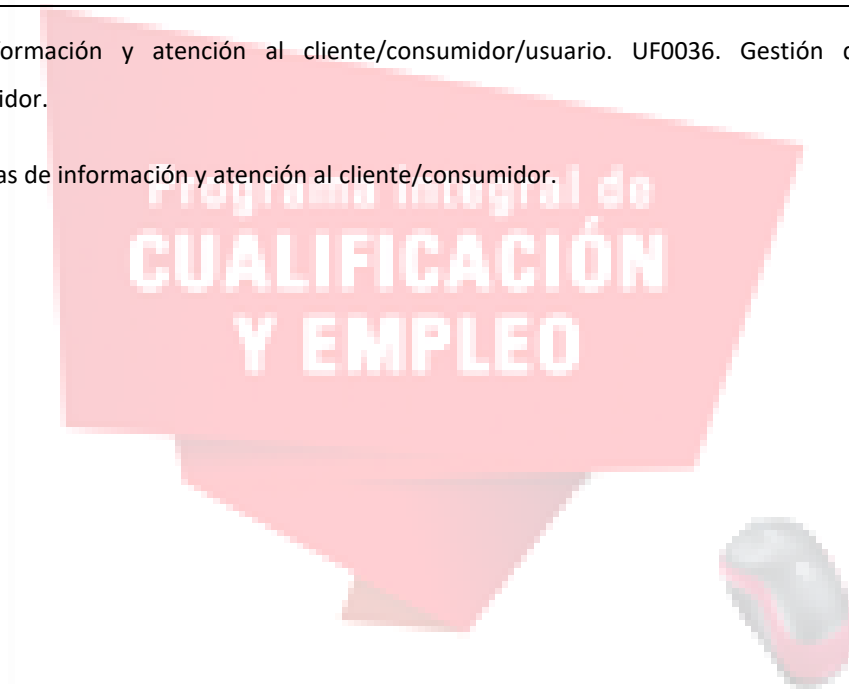 formación y atención al cliente/consumidor/usuario. UF0036. Gestión
idor.
as de información y atención al cliente/consumidor.
Programa Integral de
CUALIFICACIÓN
Y EMPLEO